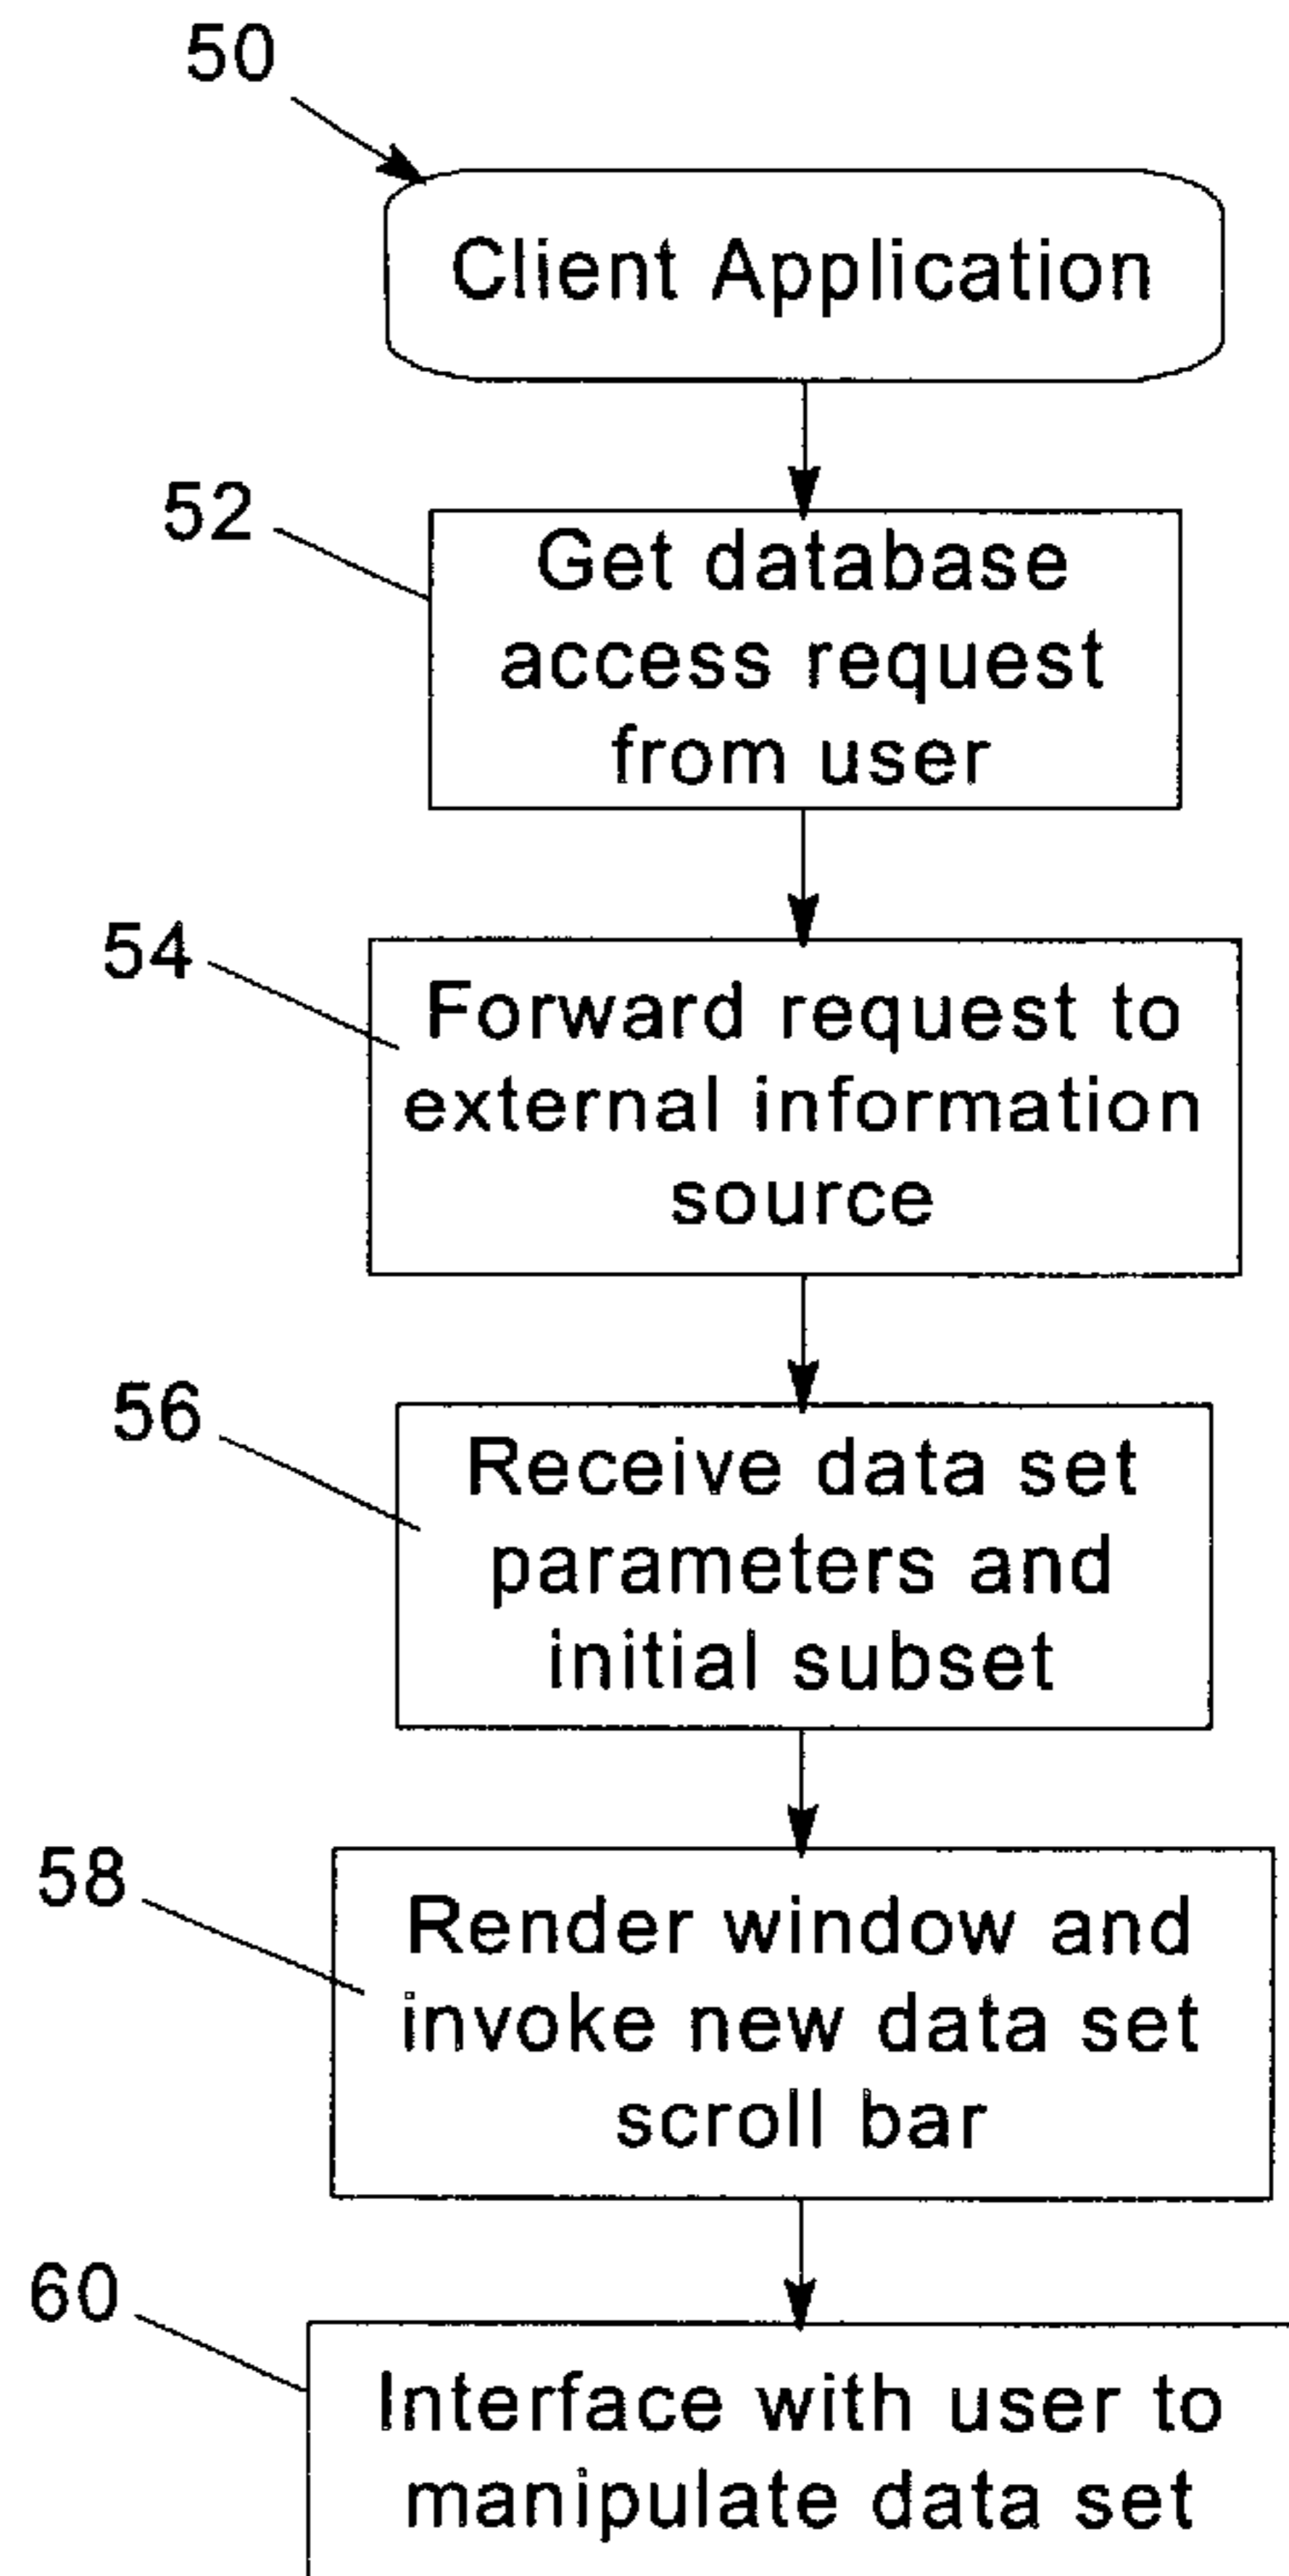 50
Client Application
52
Get database
access request
from user
54
Forward request to
external information
source
56
Receive data set
parameters and
initial subset
58
Render window and
invoke new data set
scroll bar
60
Interface with user to
manipulate data set